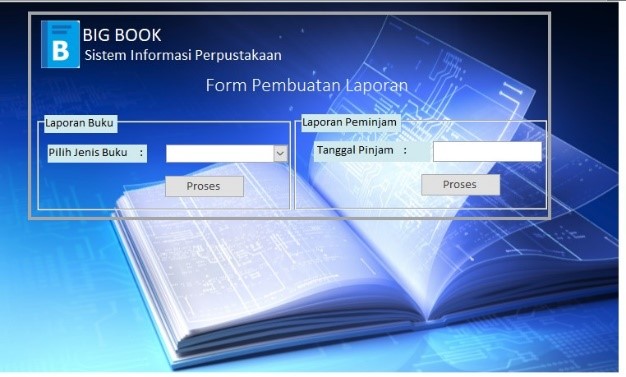 B
BIG BOOK
Sistem Informasi Perpustakaan
Form Pembuatan Laporan
Laporan Buku
Pilih Jenis Buku :
Proses
Laporan Peminjam
Tanggal Pinjam :
Proses